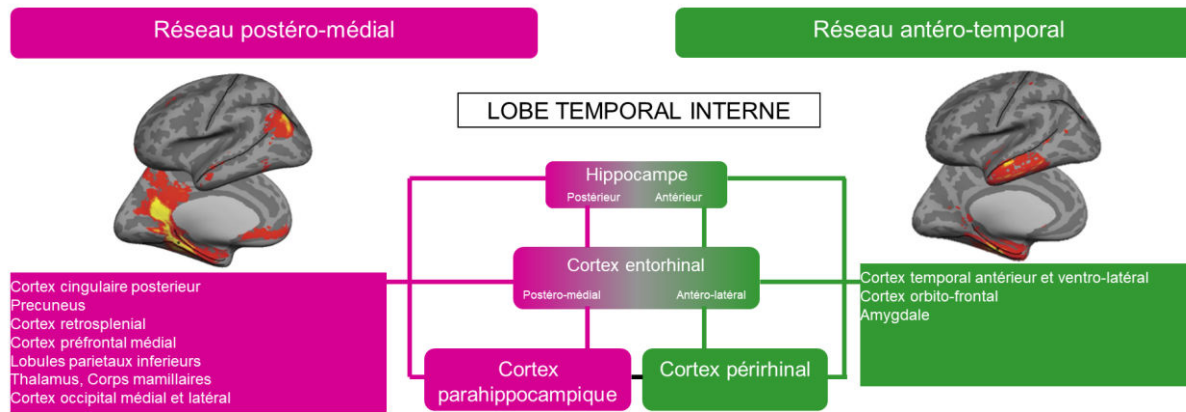 Réseau postéro-médial
Réseau antéro-temporal
LOBE TEMPORAL INTERNE
Hippocampe
Postérieur Antérieur
Cortex entorhinal
Postéro-médial Antéro-latéral
Cortex
parahippocampique
Cortex périrhinal
Cortex cingulaire posterieur
Precuneus
Cortex retrosplenial
Cortex préfrontal médial
Lobules parietaux inferieurs
Thalamus, Corps mamillaires
Cortex occipital médial et latéral
Cortex temporal antérieur et ventro-latéral
Cortex orbito-frontal
Amygdale